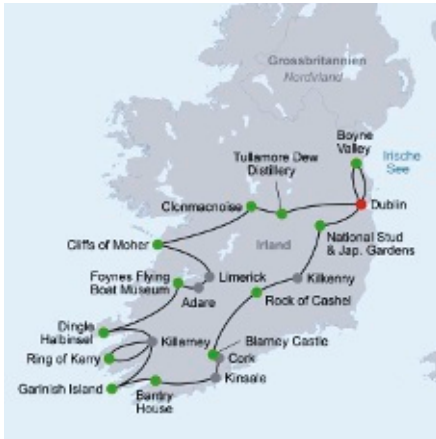 Grossbritannien
Nordirland
Boyne
Valley
Irische
See
Tullamore Dew
Distillery
Clonmacnoise
Dublin
National Stud
& Jap. Gardens
Cliffs of Moher
Irland
Foynes Flying
Boat Museum
Limerick
Adare
Kilkenny
Rock of Cashel
Dingle
Halbinsel
Killarney
Blarney Castle
Ring of Kerry
Cork
Kinsale
Garinish Island
Bantry
House